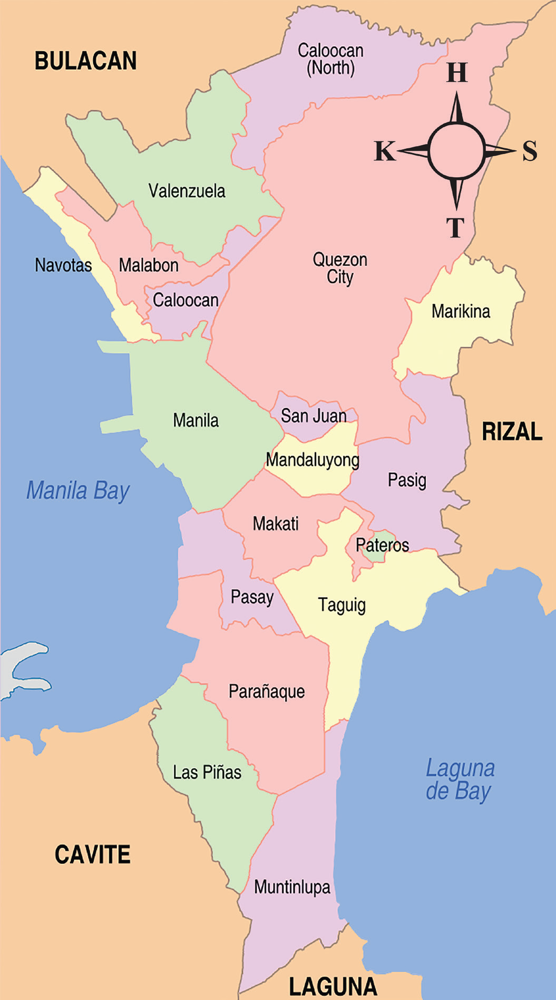 BULACAN
Caloocan
(North)
H
K
S
T
Valenzuela
Navotas
Malabon
Quezon
City
Caloocan
Marikina
Manila
San Juan
RIZAL
Mandaluyong
Pasig
Manila Bay
Makati
Pateros
Pasay
Taguig
Parañaque
Las Piñas
Laguna
de Bay
CAVITE
Muntinlupa
LAGUNA